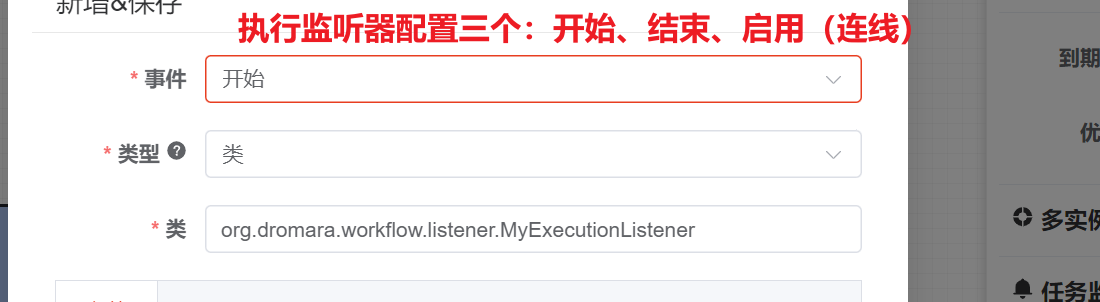 新增&保存
执行监听器配置三个：开始、结束、启用（连线）
* 事件
开始
* 类型 ?
类
* 类
org.dromara.workflow.listener.MyExecutionListener
到期
优
多实例
任务监